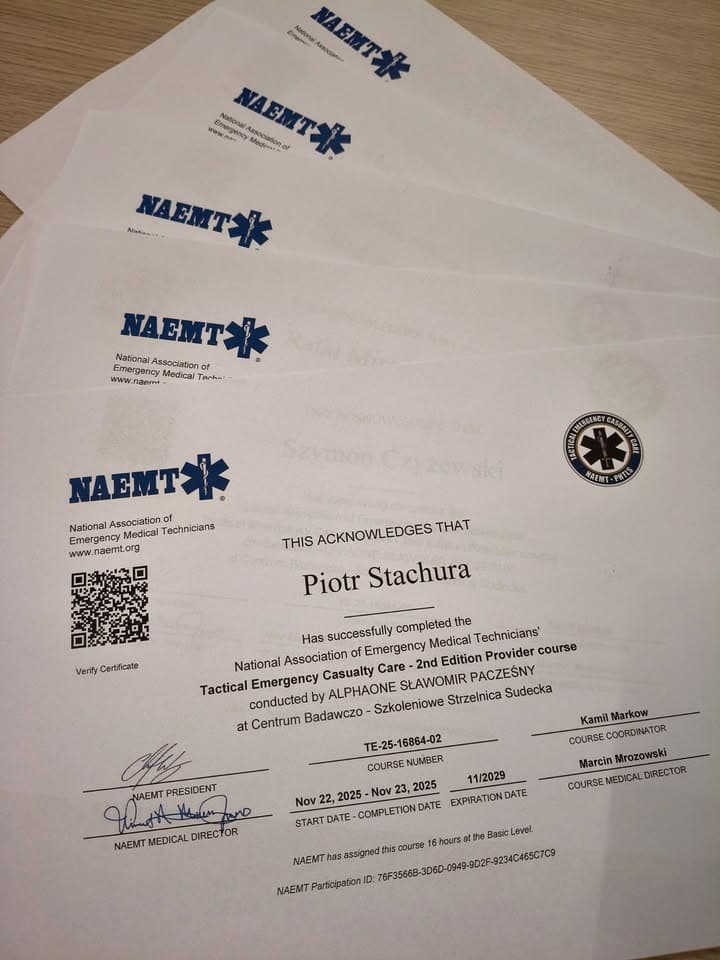 NAEMT
National Associa
NAEMT
National Association of
Emergency Medical
NAEMT
NAEMT
National Association of
Emergency Medical Techni
www.naemt
Szymon Czyżewski
TACTICAL EMERGENCY CASUALTY CARE
NAEMT - PHTLS
NAEMT
National Association of
Emergency Medical Technicians
www.naemt.org
Verify Certificate
THIS ACKNOWLEDGES THAT
Piotr Stachura
Has successfully completed the
National Association of Emergency Medical Technicians'
Tactical Emergency Casualty Care - 2nd Edition Provider course
conducted by ALPHAONE SŁAWOMIR PACZEŚNY
at Centrum Badawczo - Szkoleniowe Strzelnica Sudecka
NAEMT PRESIDENT
NAEMT MEDICAL DIRECTOR
TE-25-16864-02
COURSE NUMBER
Nov 22, 2025 - Nov 23, 2025
START DATE - COMPLETION DATE
11/2029
EXPIRATION DATE
Kamil Markow
COURSE COORDINATOR
Marcin Mrozowski
COURSE MEDICAL DIRECTOR
NAEMT has assigned this course 16 hours at the Basic Level.
NAEMT Participation ID: 76F3566B-3D6D-0949-9D2F-9234C465C7C9